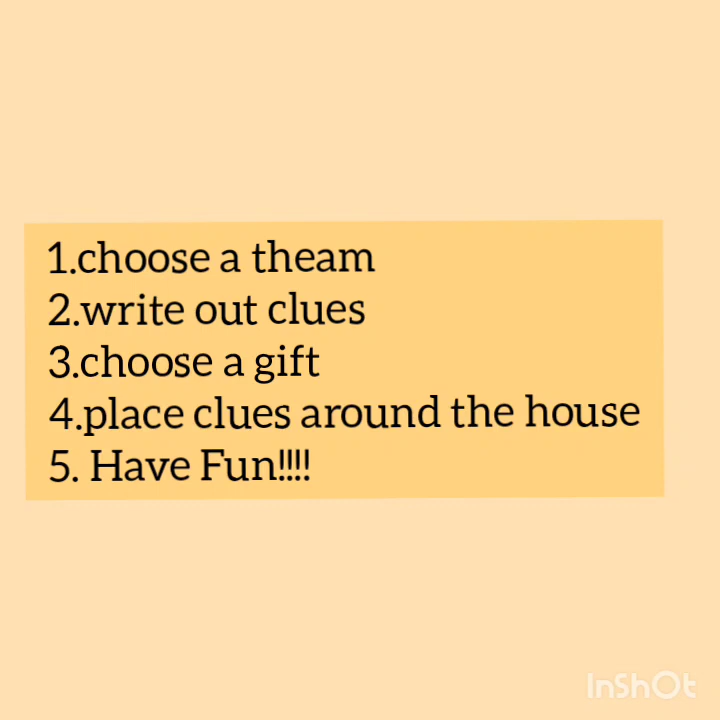 1.choose a theam
2.write out clues
3.choose a gift
4.place clues around the house
5. Have Fun!!!!
InShOt